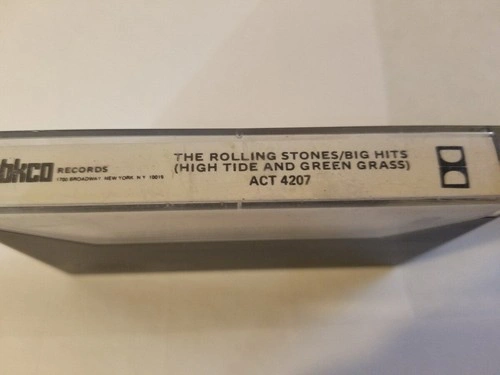 bkco RECORDS
1700 BROADWAY, NEW YORK, N.Y. 10019
THE ROLLING STONES/BIG HITS
(HIGH TIDE AND GREEN GRASS)
ACT 4207